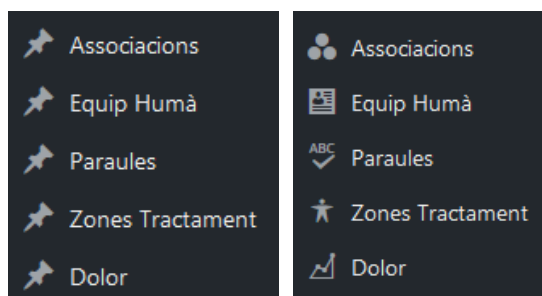 Associacions
Equip Humà
Paraules
Zones Tractament
Dolor
Associacions
Equip Humà
ABC
Paraules
Zones Tractament
Dolor